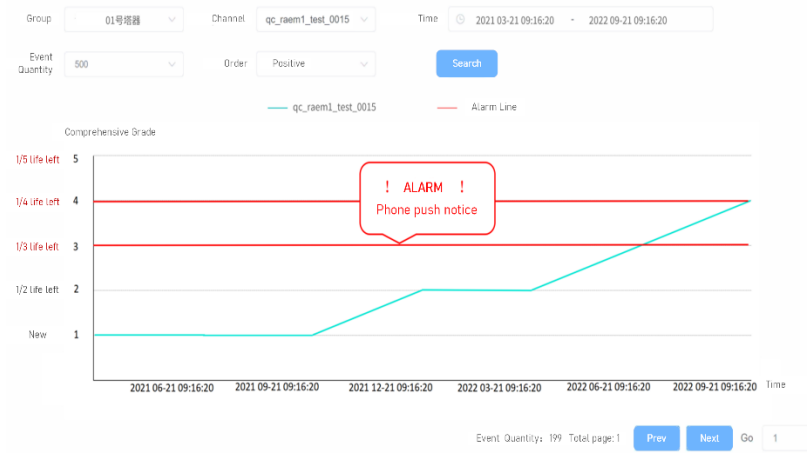 Group 01号塔器 Channel qc_raem1_test_0015 Time 2021 03-21 09:16:20 - 2022 09-21 09:16:20
Event Quantity 500 Order Positive Search
qc_raem1_test_0015 Alarm Line
Comprehensive Grade
1/5 life left 5
! ALARM !
1/4 life left 4
Phone push notice
1/3 life left 3
1/2 life left 2
New 1
2021 06-21 09:16:20 2021 09-21 09:16:20 2021 12-21 09:16:20 2022 03-21 09:16:20 2022 06-21 09:16:20 2022 09-21 09:16:20 Time
Event Quantity: 199 Total page: 1 Prev Next Go 1